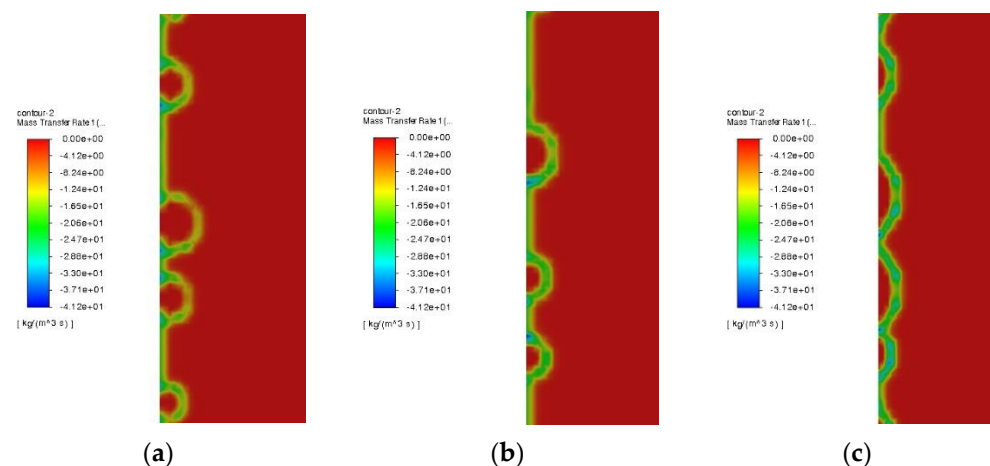 contour-2
Mass Transfer Rate 1 (...
0.00e+00
-4.12e+00
-8.24e+00
-1.24e+01
-1.65e+01
-2.06e+01
-2.47e+01
-2.88e+01
-3.30e+01
-3.71e+01
-4.12e+01
[ kg/(m^3 s) ]
(a)
contour-2
Mass Transfer Rate 1 (...
0.00e+00
-4.12e+00
-8.24e+00
-1.24e+01
-1.65e+01
-2.06e+01
-2.47e+01
-2.88e+01
-3.30e+01
-3.71e+01
-4.12e+01
[ kg/(m^3 s) ]
(b)
contour-2
Mass Transfer Rate 1 (...
0.00e+00
-4.12e+00
-8.24e+00
-1.24e+01
-1.65e+01
-2.06e+01
-2.47e+01
-2.88e+01
-3.30e+01
-3.71e+01
-4.12e+01
[ kg/(m^3 s) ]
(c)